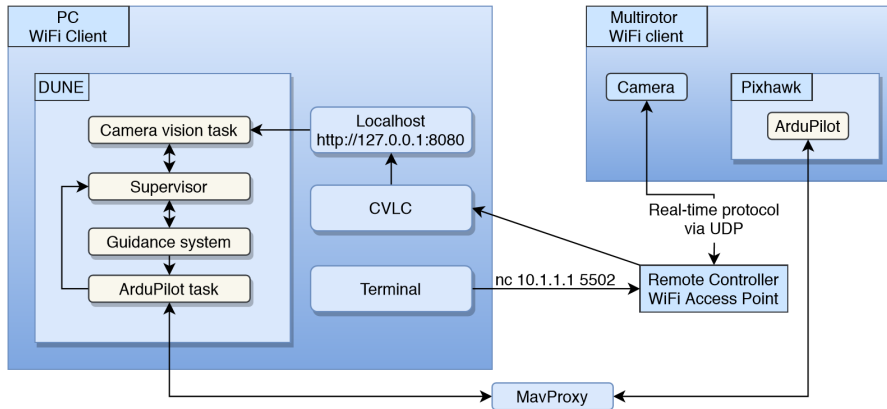 PC
WiFi Client
DUNE
Camera vision task
Supervisor
Guidance system
ArduPilot task
Localhost
http://127.0.0.1:8080
CVLC
Terminal
nc 10.1.1.1 5502
Multirotor
WiFi client
Camera
Pixhawk
ArduPilot
Real-time protocol
via UDP
Remote Controller
WiFi Access Point
MavProxy